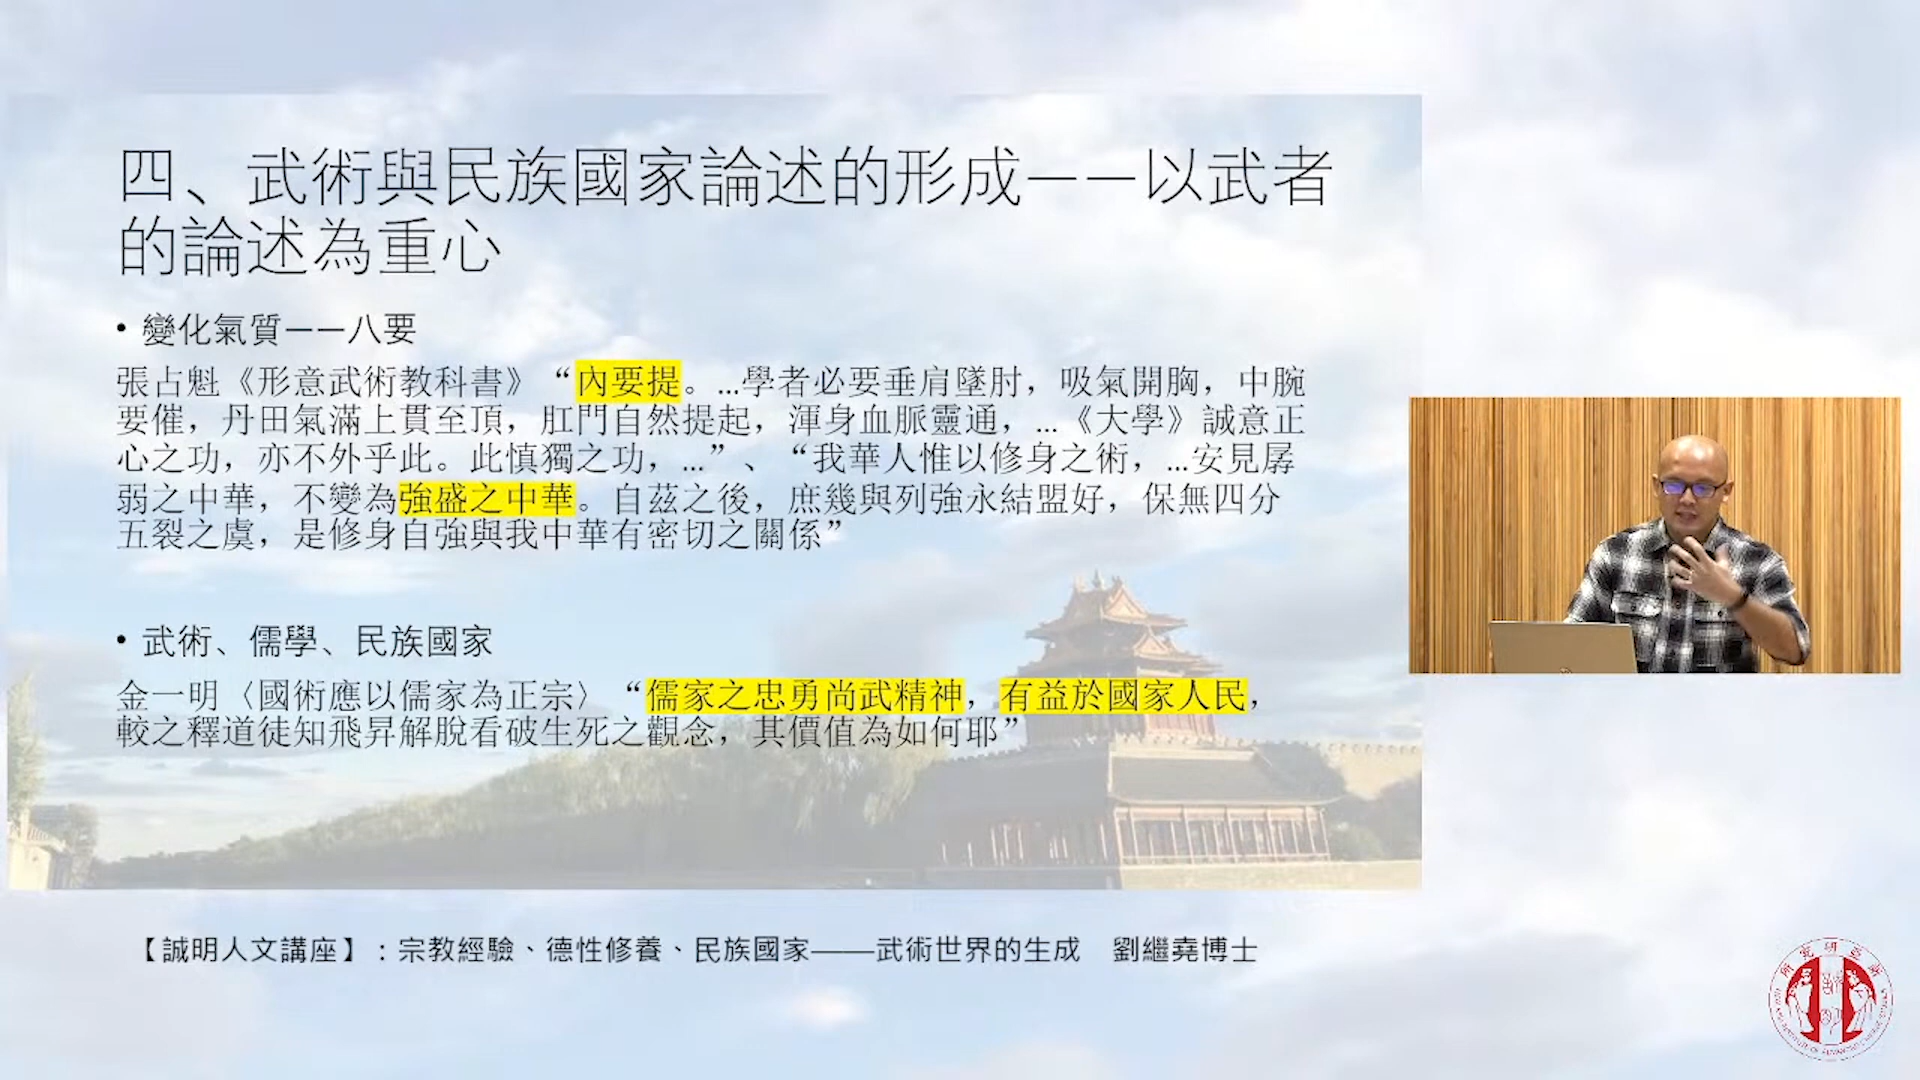 四、武術與民族國家論述的形成——以武者
的論述為重心
• 變化氣質——八要
張占魁《形意武術教科書》“內要提。…學者必要垂肩墜肘，吸氣開胸，中腕
要催，丹田氣滿上貫至頂，肛門自然提起，渾身血脈靈通，…《大學》誠意正
心之功，亦不外乎此。此慎獨之功，…”、“我華人惟以修身之術，…安見孱
弱之中華，不變為強盛之中華。自茲之後，庶幾與列強永結盟好，保無四分
五裂之虞，是修身自強與我中華有密切之關係”
• 武術、儒學、民族國家
金一明〈國術應以儒家為正宗〉“儒家之忠勇尚武精神，有益於國家人民，
較之釋道徒知飛昇解脫看破生死之觀念，其價值為如何耶”
【誠明人文講座】：宗教經驗、德性修養、民族國家——武術世界的生成　劉繼堯博士